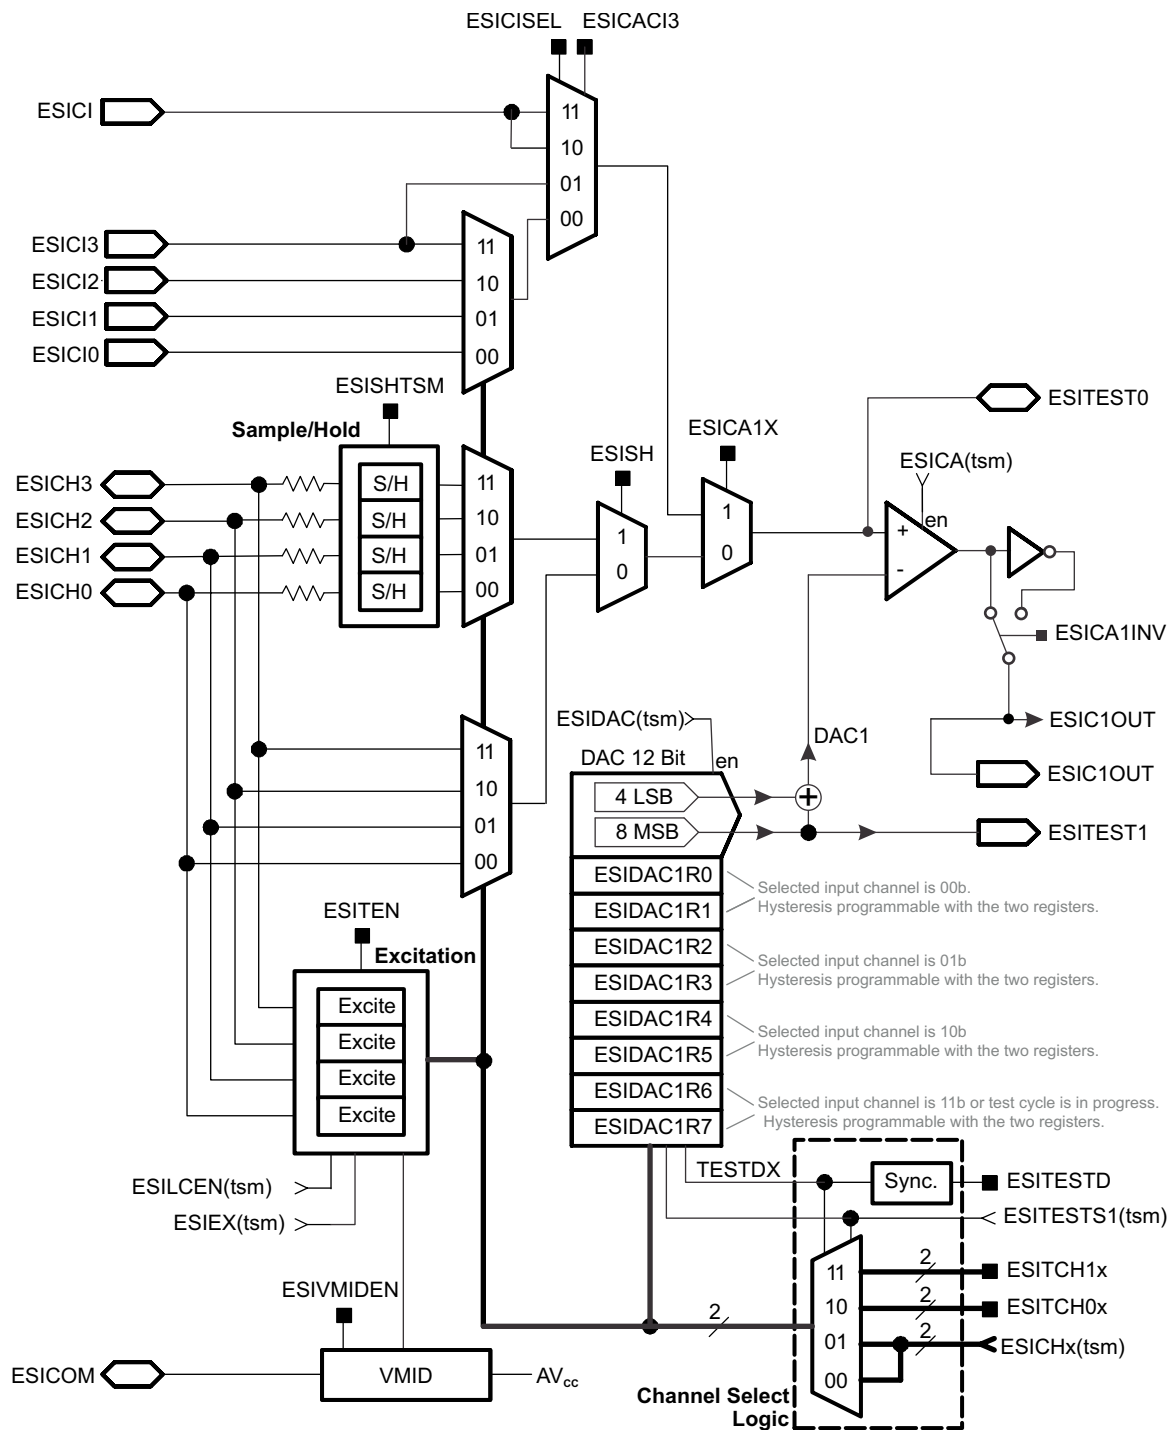 ESICISEL ESICACI3
ESICI
11
10
01
00
ESICI3
ESICI2
ESICI1
ESICI0
11
10
01
00
ESISHTSM
Sample/Hold
ESICH3
ESICH2
ESICH1
ESICH0
S/H
S/H
S/H
S/H
11
10
01
00
ESISH
1
0
ESICA1X
1
0
ESITEST0
ESICA(tsm)
en
+
-
ESICA1INV
ESIC1OUT
ESIC1OUT
ESITEST1
11
10
01
00
ESIDAC(tsm)
en
DAC1
DAC 12 Bit
4 LSB
8 MSB
+
ESIDAC1R0
ESIDAC1R1
ESIDAC1R2
ESIDAC1R3
ESIDAC1R4
ESIDAC1R5
ESIDAC1R6
ESIDAC1R7
Selected input channel is 00b.
Hysteresis programmable with the two registers.
Selected input channel is 01b
Hysteresis programmable with the two registers.
Selected input channel is 10b
Hysteresis programmable with the two registers.
Selected input channel is 11b or test cycle is in progress.
Hysteresis programmable with the two registers.
ESITEN
Excitation
Excite
Excite
Excite
Excite
ESILCEN(tsm)
ESIEX(tsm)
ESIVMIDEN
ESICOM
VMID
AVcc
TESTDX
Sync.
ESITESTD
ESITESTS1(tsm)
11
10
01
00
2
2
2
2
ESITCH1x
ESITCH0x
ESICHx(tsm)
Channel Select
Logic